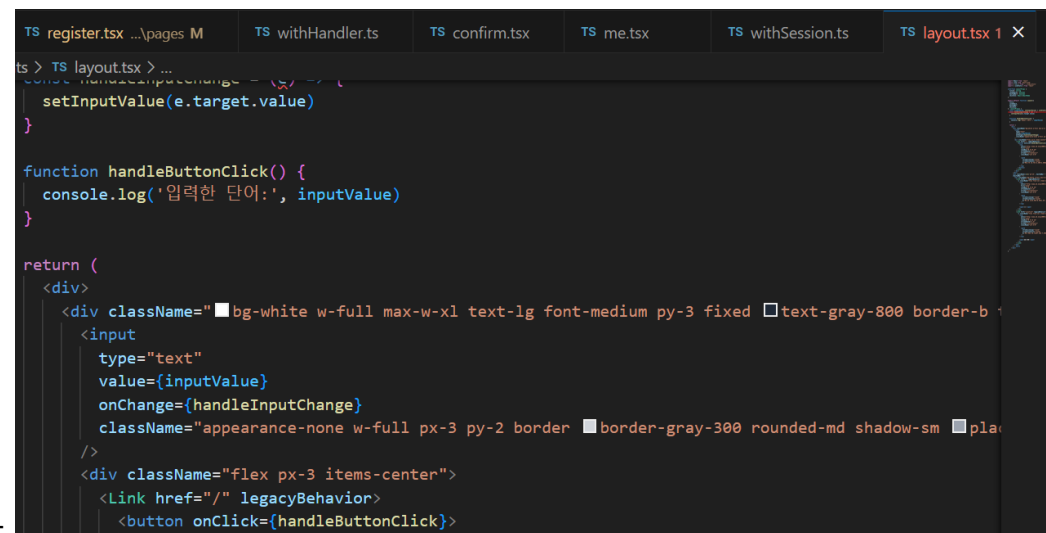 TS register.tsx ...\pages M TS withHandler.ts TS confirm.tsx TS me.tsx TS withSession.ts TS layout.tsx 1 ×
ts > TS layout.tsx > ...
const handleInputChange = (e) => {
setInputValue(e.target.value)
}
function handleButtonClick() {
console.log('입력한 단어:', inputValue)
}
return (
<div>
<div className="bg-white w-full max-w-xl text-lg font-medium py-3 fixed text-gray-800 border-b
<input
type="text"
value={inputValue}
onChange={handleInputChange}
className="appearance-none w-full px-3 py-2 border border-gray-300 rounded-md shadow-sm plac
/>
<div className="flex px-3 items-center">
<Link href="/" legacyBehavior>
<button onClick={handleButtonClick}>